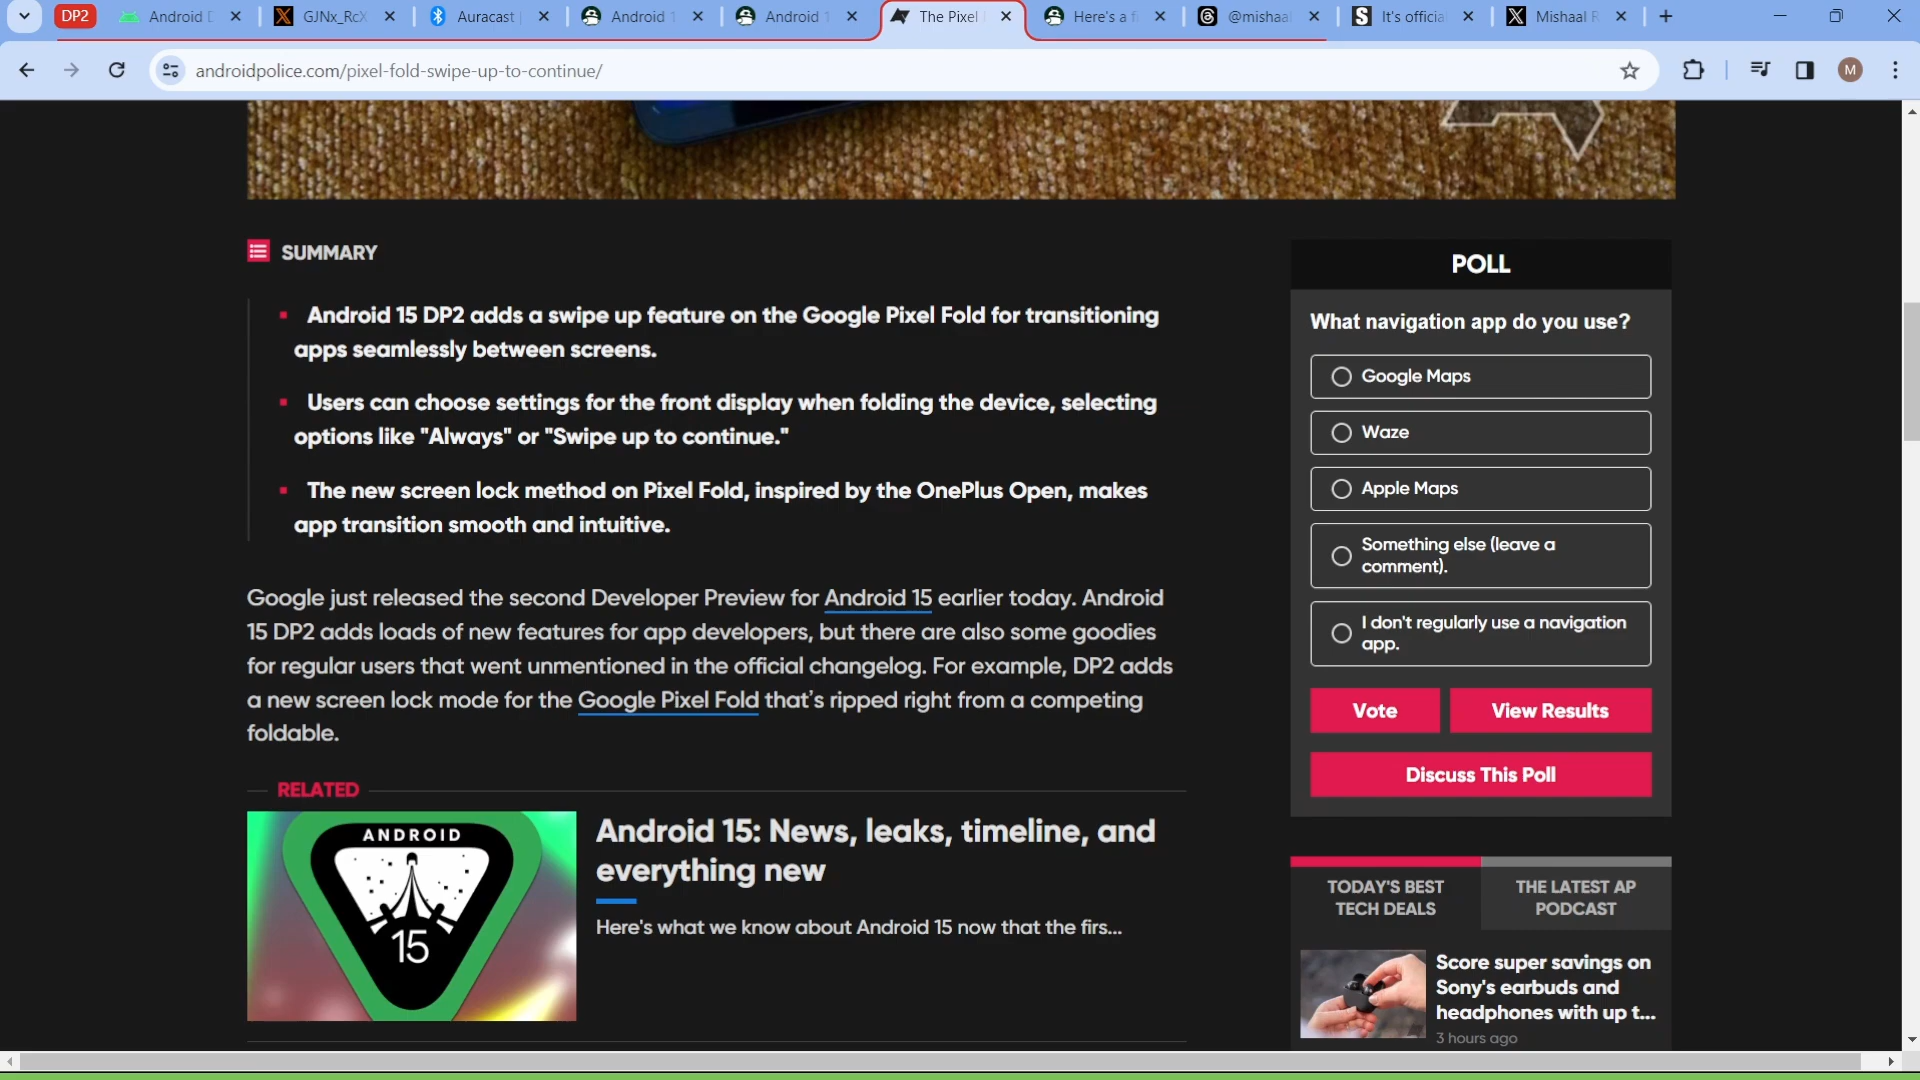 DP2
Android D
GJNx_RcX
Auracast
Android 1
Android 1
The Pixel
Here's a fi
@mishaal
It's officia
Mishaal R
androidpolice.com/pixel-fold-swipe-up-to-continue/
M
SUMMARY
Android 15 DP2 adds a swipe up feature on the Google Pixel Fold for transitioning
apps seamlessly between screens.
Users can choose settings for the front display when folding the device, selecting
options like "Always" or "Swipe up to continue."
The new screen lock method on Pixel Fold, inspired by the OnePlus Open, makes
app transition smooth and intuitive.
Google just released the second Developer Preview for Android 15 earlier today. Android
15 DP2 adds loads of new features for app developers, but there are also some goodies
for regular users that went unmentioned in the official changelog. For example, DP2 adds
a new screen lock mode for the Google Pixel Fold that's ripped right from a competing
foldable.
RELATED
ANDROID
15
Android 15: News, leaks, timeline, and
everything new
Here's what we know about Android 15 now that the firs...
POLL
What navigation app do you use?
Google Maps
Waze
Apple Maps
Something else (leave a
comment).
I don't regularly use a navigation
app.
Vote
View Results
Discuss This Poll
TODAY'S BEST
TECH DEALS
THE LATEST AP
PODCAST
Score super savings on
Sony's earbuds and
headphones with up t...
3 hours ago